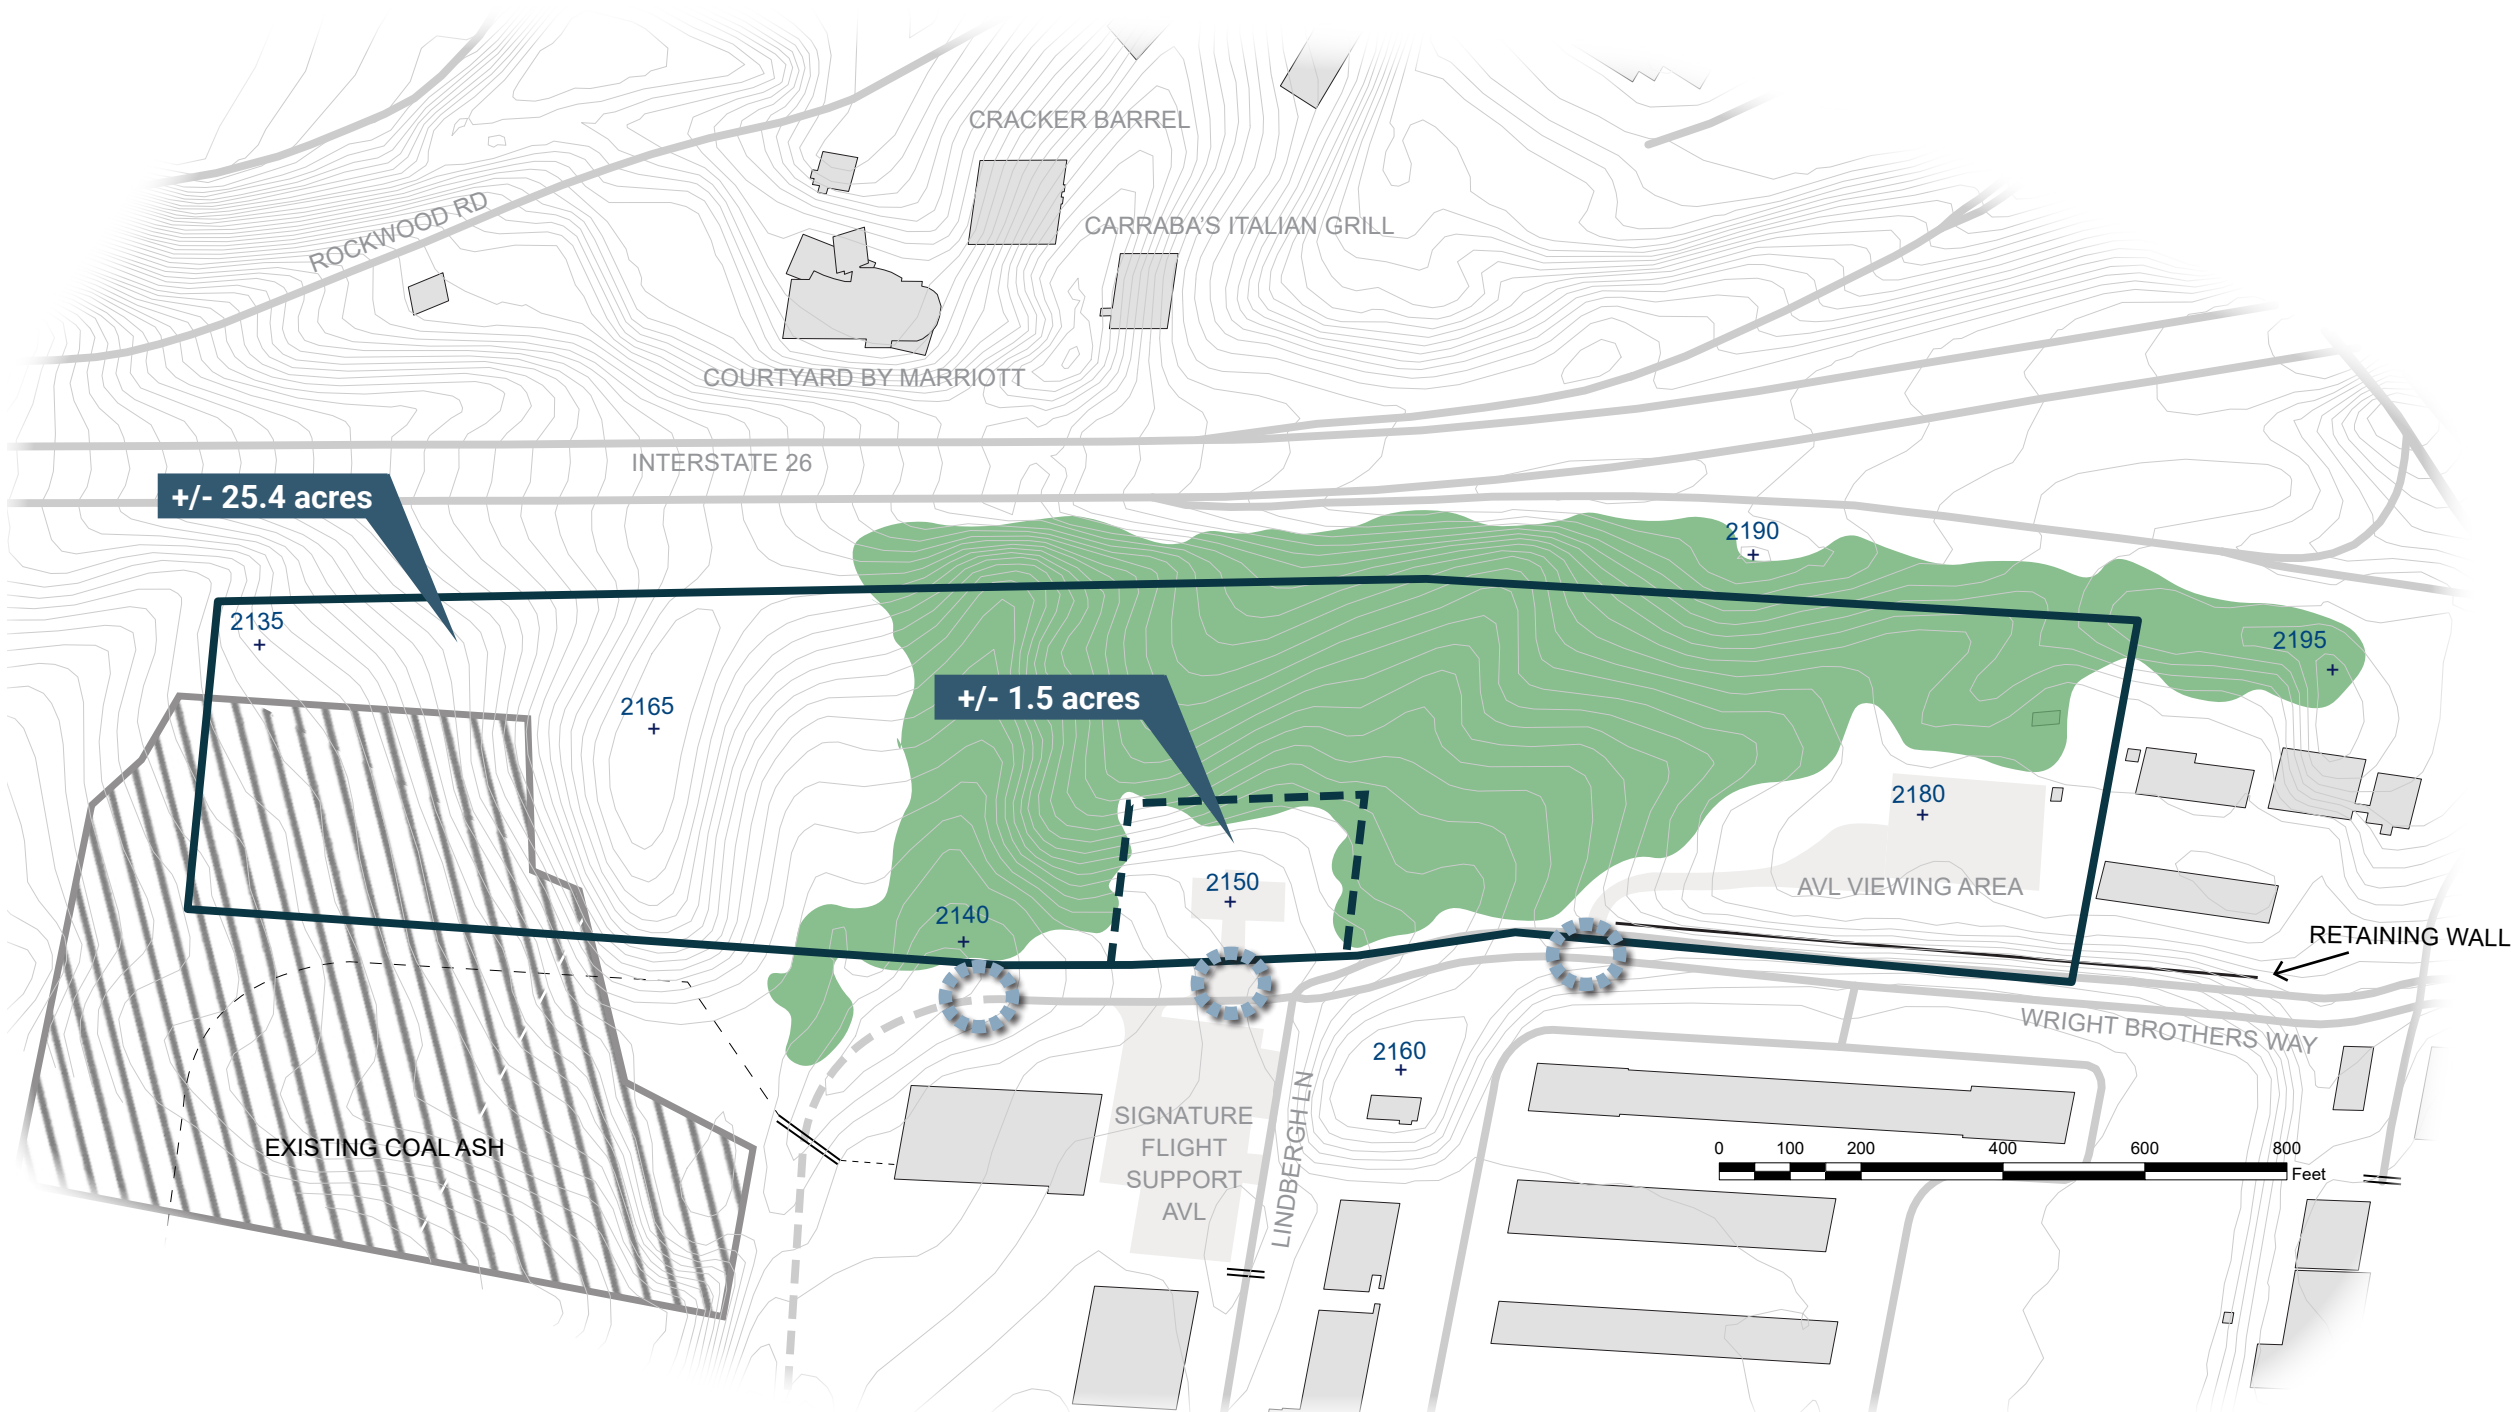 CRACKER BARREL
ROCKWOOD RD
CARRABA'S ITALIAN GRILL
COURTYARD BY MARRIOTT
INTERSTATE 26
+/- 25.4 acres
2190
2135
2195
2165
+/- 1.5 acres
2180
2150
AVL VIEWING AREA
2140
RETAINING WALL
WRIGHT BROTHERS WAY
2160
SIGNATURE
FLIGHT
SUPPORT
AVL
LINDBERGH LN
EXISTING COAL ASH
0 100 200 400 600 800
Feet